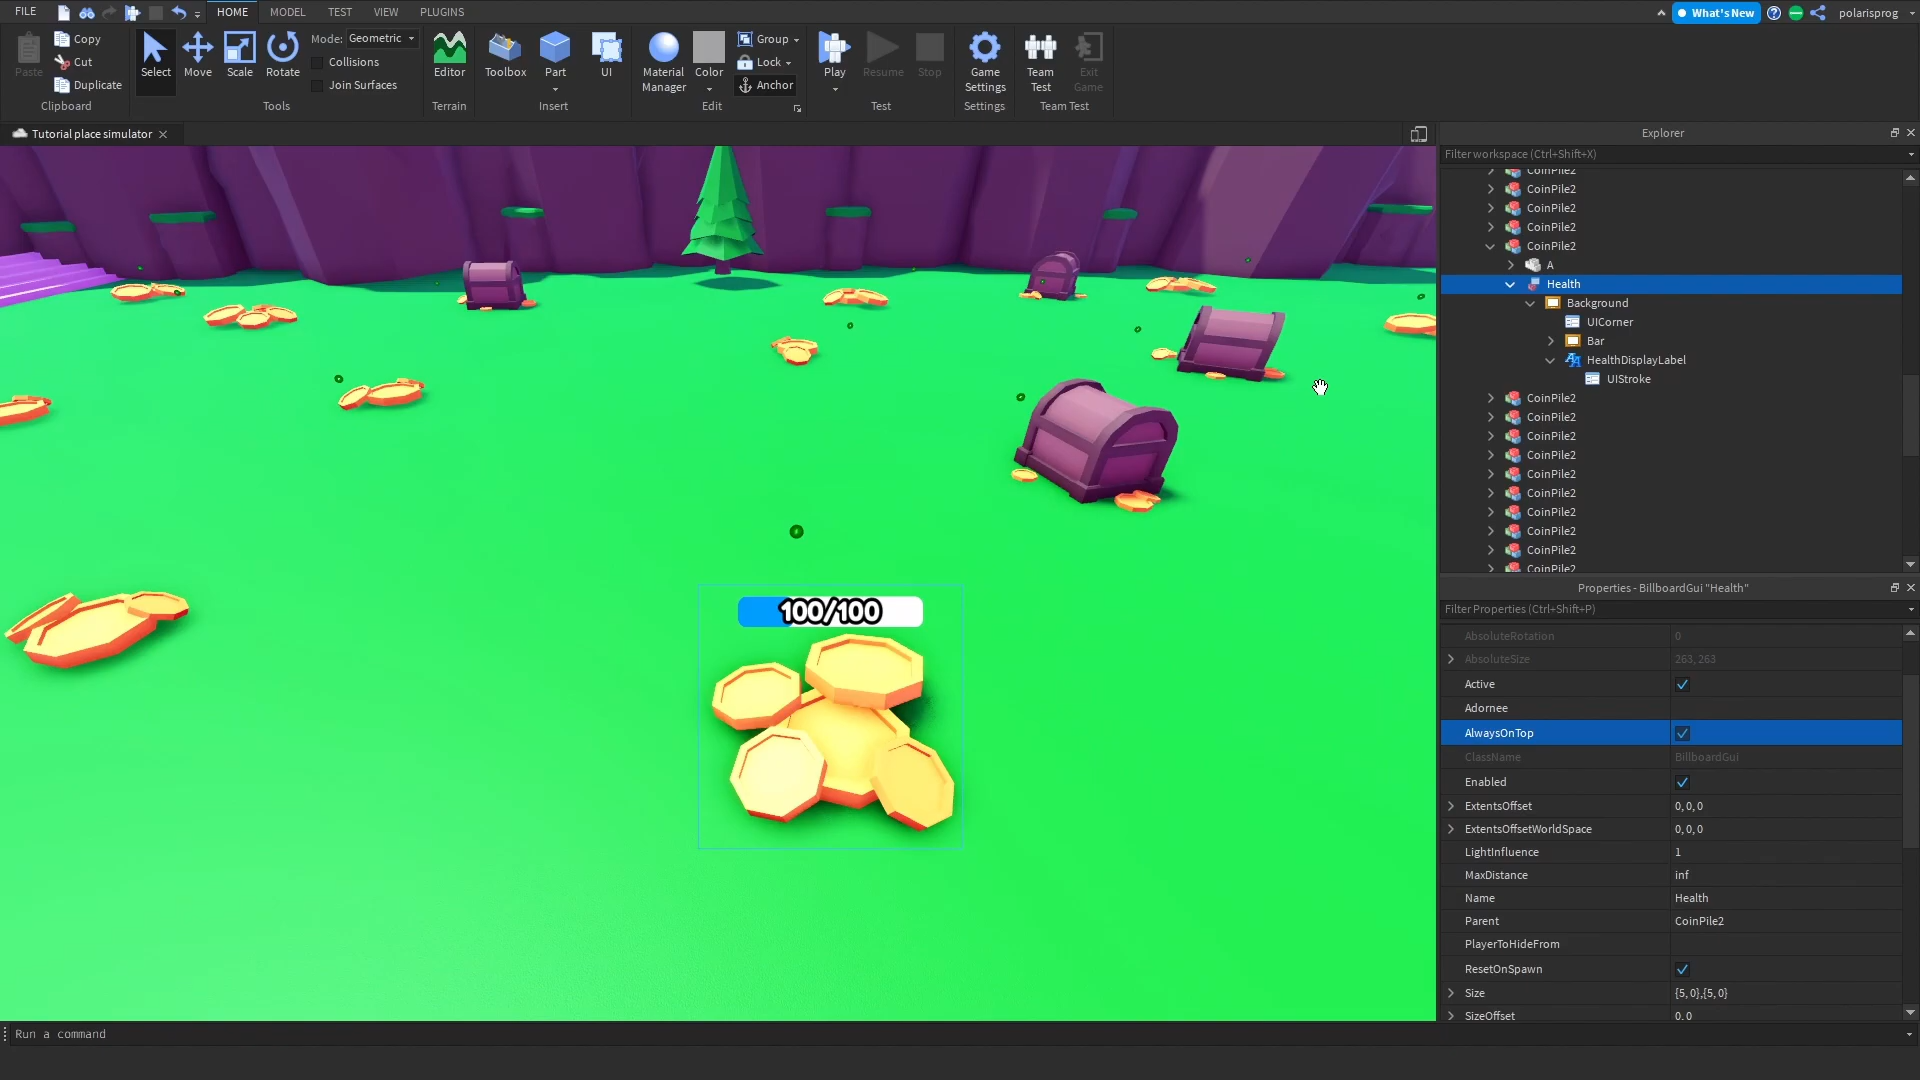 FILE HOME MODEL TEST VIEW PLUGINS What's New polarisprog
Paste Copy Cut Duplicate Clipboard
Select Move Scale Rotate Mode: Geometric Collisions Join Surfaces Tools
Editor Terrain
Toolbox Part UI Insert
Material Manager Color Group Lock Anchor Edit
Play Resume Stop Test
Game Settings Settings
Team Test Exit Game Team Test
Tutorial place simulator
100/100
Explorer
Filter workspace (Ctrl+Shift+X)
CoinPile2
CoinPile2
CoinPile2
CoinPile2
CoinPile2
A
Health
Background
UICorner
Bar
HealthDisplayLabel
UIStroke
CoinPile2
CoinPile2
CoinPile2
CoinPile2
CoinPile2
CoinPile2
CoinPile2
CoinPile2
CoinPile2
CoinPile2
Properties - BillboardGui "Health"
Filter Properties (Ctrl+Shift+P)
AbsoluteRotation 0
AbsoluteSize 263, 263
Active
Adornee
AlwaysOnTop
ClassName BillboardGui
Enabled
ExtentsOffset 0, 0, 0
ExtentsOffsetWorldSpace 0, 0, 0
LightInfluence 1
MaxDistance inf
Name Health
Parent CoinPile2
PlayerToHideFrom
ResetOnSpawn
Size {5, 0},{5, 0}
SizeOffset 0, 0
Run a command